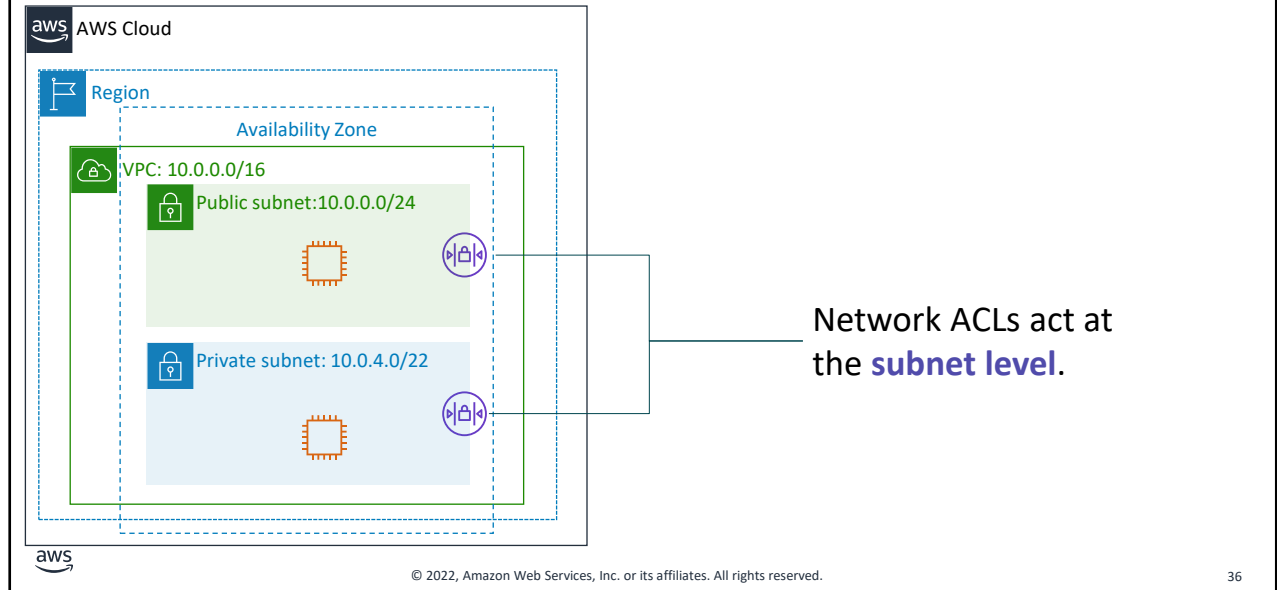 aws
AWS Cloud
Region
Availability Zone
VPC: 10.0.0.0/16
Public subnet:10.0.0.0/24
Private subnet: 10.0.4.0/22
Network ACLs act at
the subnet level.
aws
© 2022, Amazon Web Services, Inc. or its affiliates. All rights reserved.
36